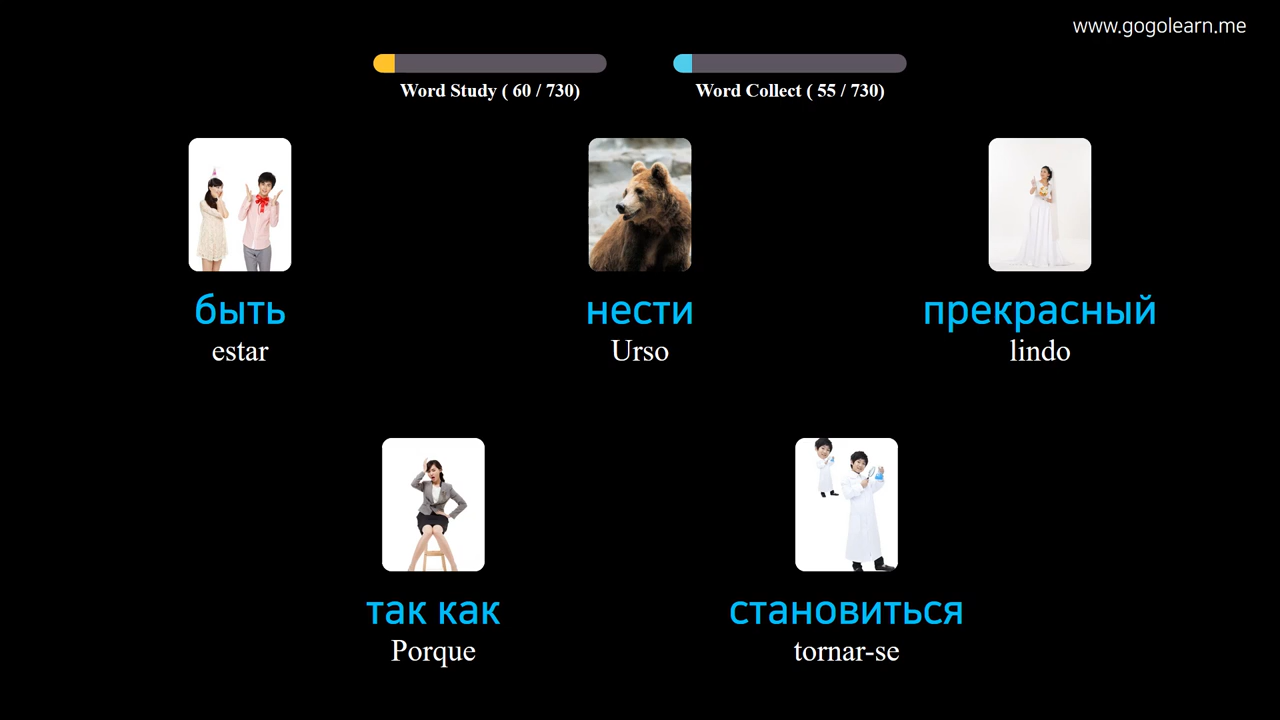 www.gogolearn.me
Word Study ( 60 / 730)
Word Collect ( 55 / 730)
быть
estar
нести
Urso
прекрасный
lindo
так как
Porque
становиться
tornar-se